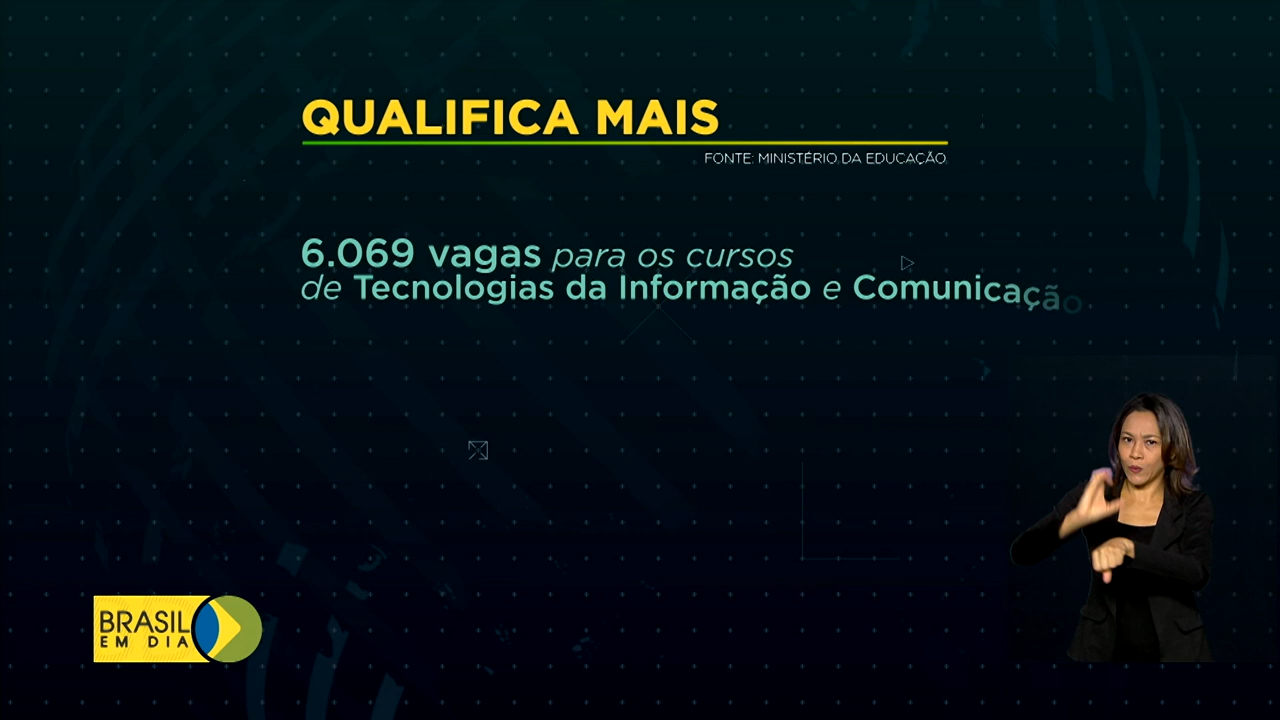 QUALIFICA MAIS
FONTE: MINISTÉRIO DA EDUCAÇÃO
6.069 vagas para os cursos
de Tecnologias da Informação e Comunicação
BRASIL
EM DIA